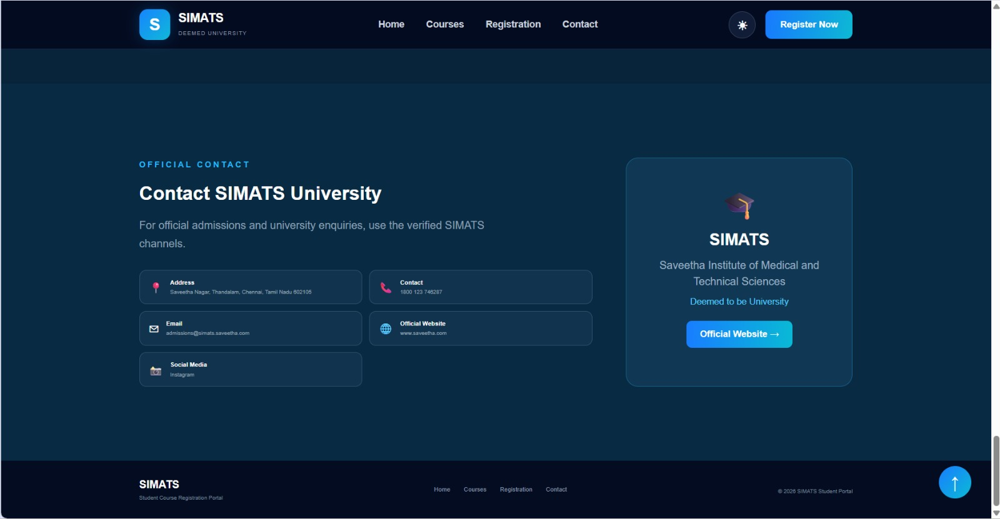 S
SIMATS
DEEMED UNIVERSITY
Home Courses Registration Contact
Register Now
OFFICIAL CONTACT
Contact SIMATS University
For official admissions and university enquiries, use the verified SIMATS
channels.
Address
Saveetha Nagar, Thandalam, Chennai, Tamil Nadu 602105
Contact
1800 123 746287
Email
admissions@simats.saveetha.com
Official Website
www.saveetha.com
Social Media
Instagram
SIMATS
Saveetha Institute of Medical and
Technical Sciences
Deemed to be University
Official Website →
SIMATS
Student Course Registration Portal
Home Courses Registration Contact
© 2026 SIMATS Student Portal
↑